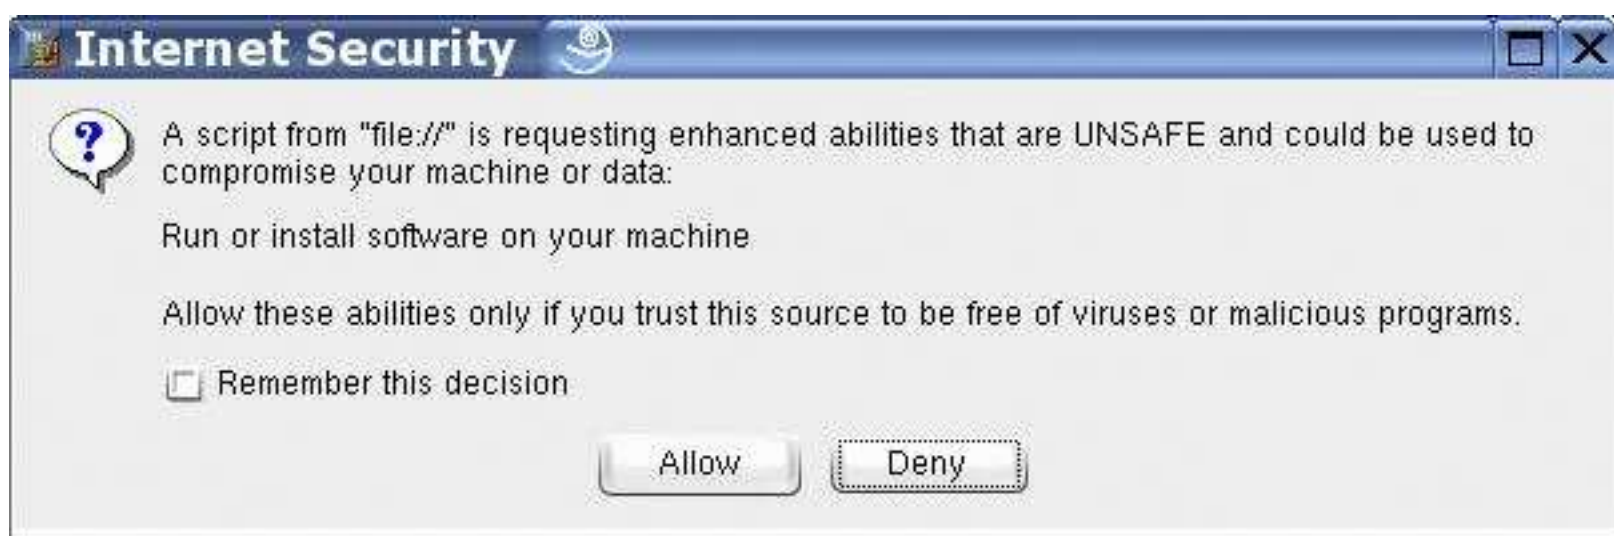 Internet Security
A script from "file://" is requesting enhanced abilities that are UNSAFE and could be used to
compromise your machine or data:
Run or install software on your machine
Allow these abilities only if you trust this source to be free of viruses or malicious programs.
Remember this decision
Allow Deny